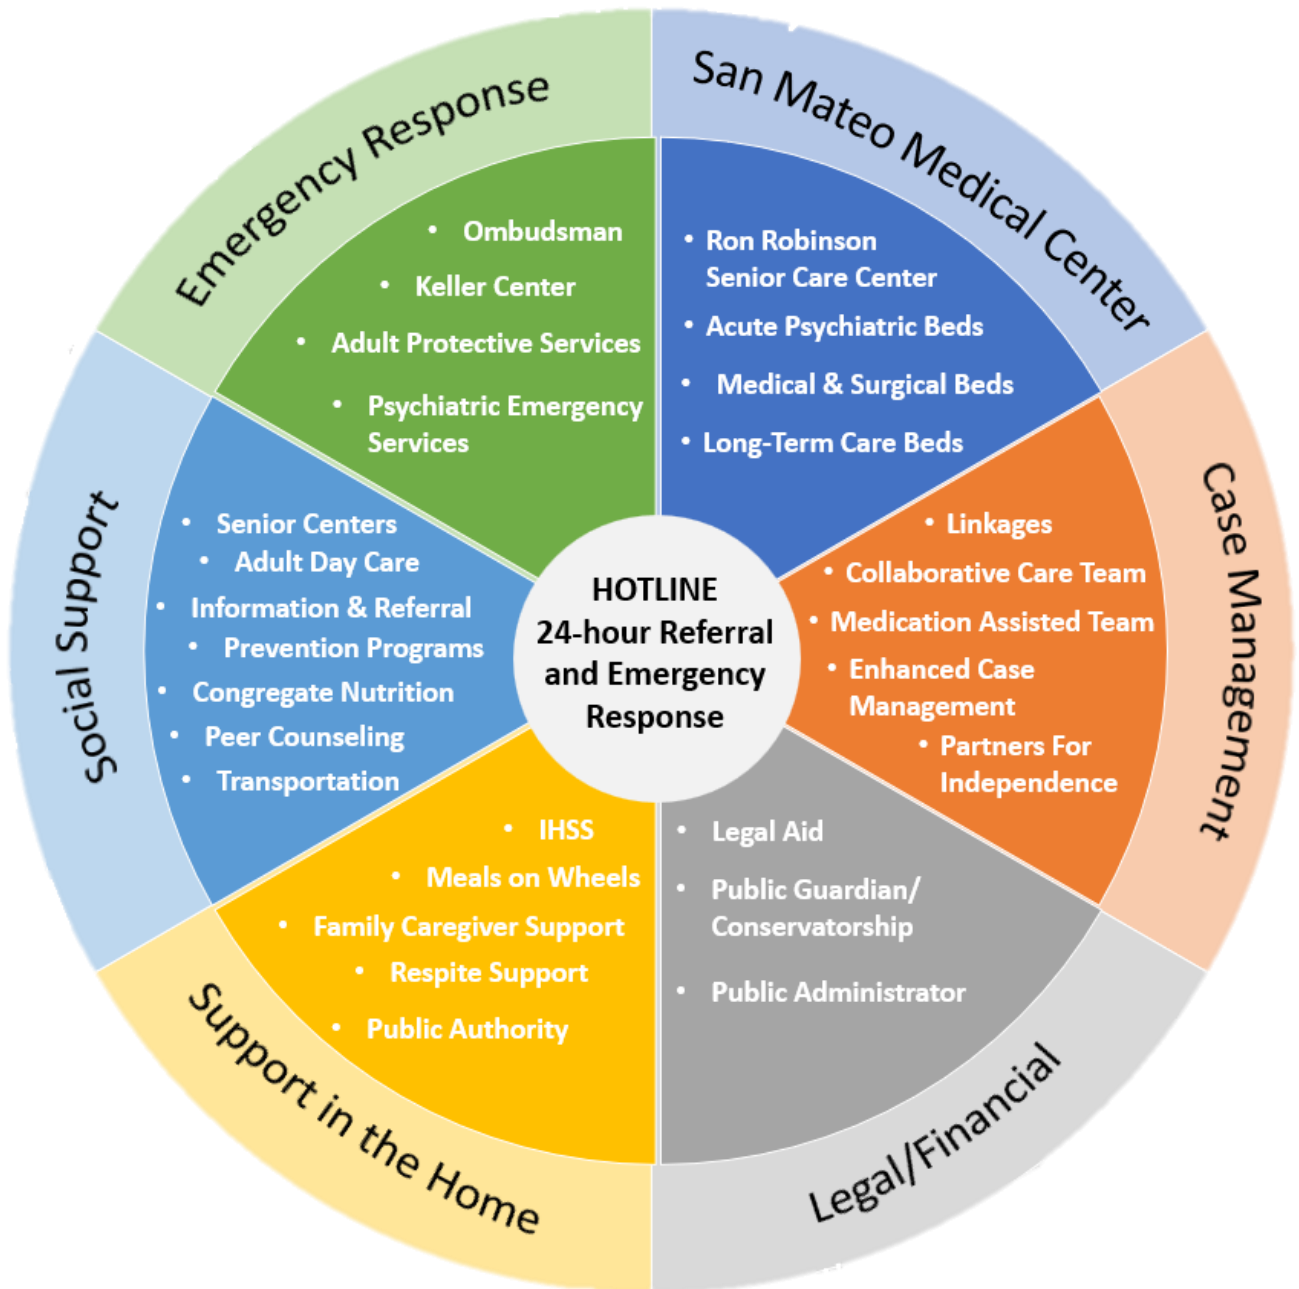 Emergency Response
• Ombudsman
• Keller Center
• Adult Protective Services
• Psychiatric Emergency
Services
San Mateo Medical Center
• Ron Robinson
Senior Care Center
• Acute Psychiatric Beds
• Medical & Surgical Beds
• Long-Term Care Beds
Case Management
• Linkages
• Collaborative Care Team
• Medication Assisted Team
• Enhanced Case
Management
• Partners For
Independence
Legal/Financial
• Legal Aid
• Public Guardian/
Conservatorship
• Public Administrator
Support in the Home
• IHSS
• Meals on Wheels
• Family Caregiver Support
• Respite Support
• Public Authority
Social Support
• Senior Centers
• Adult Day Care
• Information & Referral
• Prevention Programs
• Congregate Nutrition
• Peer Counseling
• Transportation
HOTLINE
24-hour Referral
and Emergency
Response